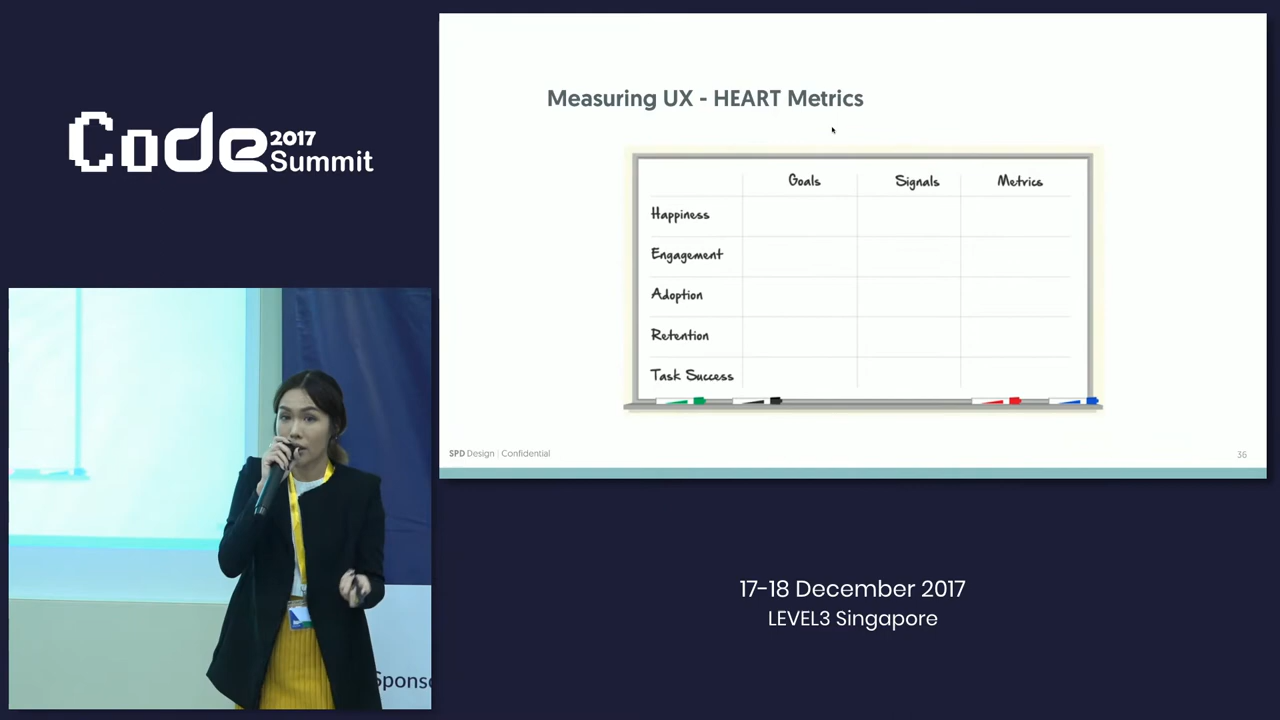 Code
2017
Summit
Measuring UX - HEART Metrics
Goals Signals Metrics
Happiness
Engagement
Adoption
Retention
Task Success
SPD Design | Confidential
36
17-18 December 2017
LEVEL3 Singapore